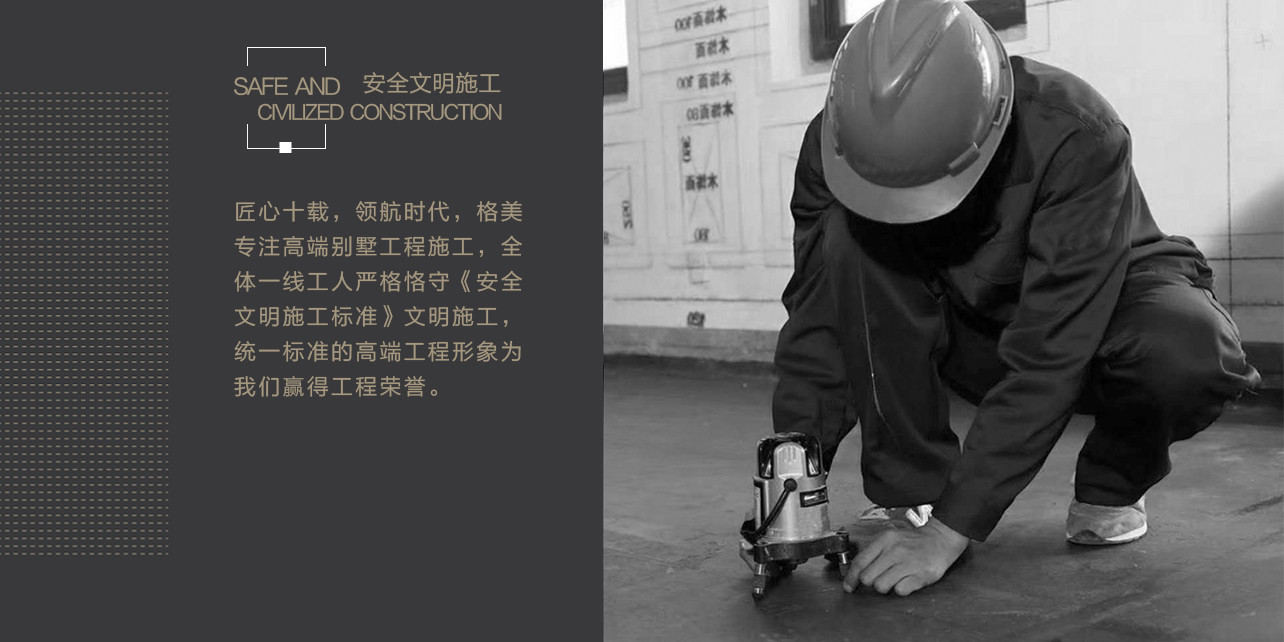 SAFE AND 安全文明施工
CIVILIZED CONSTRUCTION
匠心十载，领航时代，格美
专注高端别墅工程施工，全
体一线工人严格恪守《安全
文明施工标准》文明施工，
统一标准的高端工程形象为
我们赢得工程荣誉。